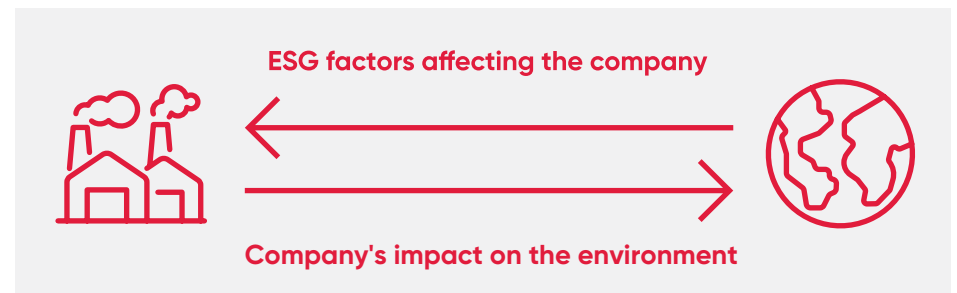 ESG factors affecting the company
Company's impact on the environment